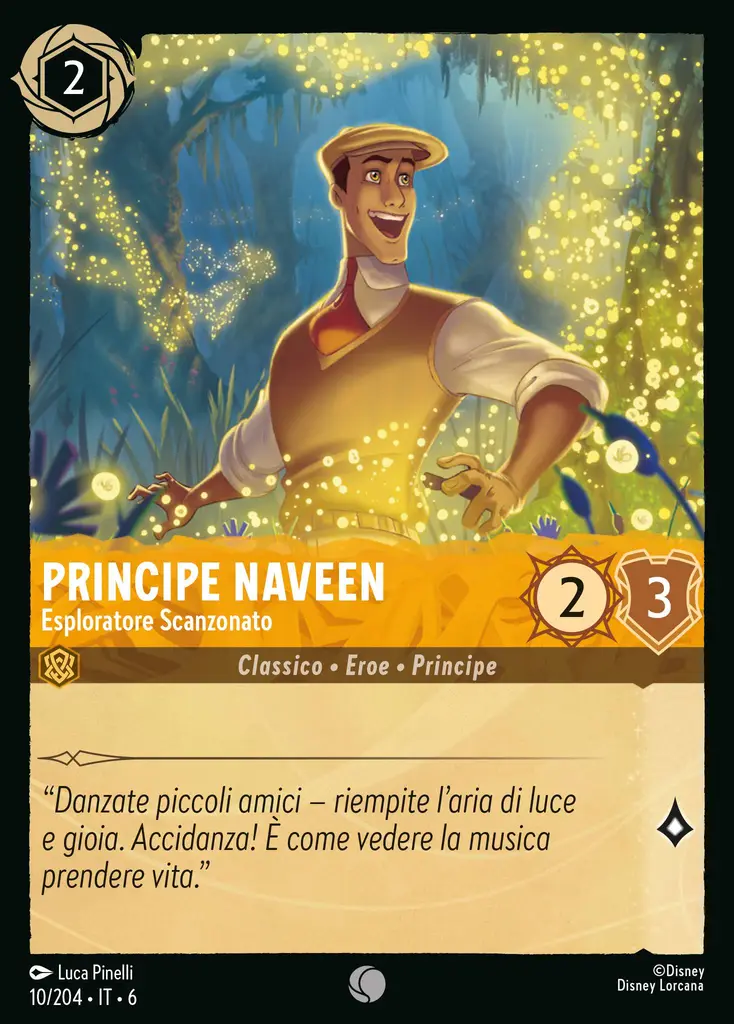 2
PRINCIPE NAVEEN
Esploratore Scanzonato
2
3
Classico • Eroe • Principe
“Danzate piccoli amici – riempite l’aria di luce
e gioia. Accidanza! È come vedere la musica
prendere vita.”
Luca Pinelli
10/204 • IT • 6
©Disney
Disney Lorcana